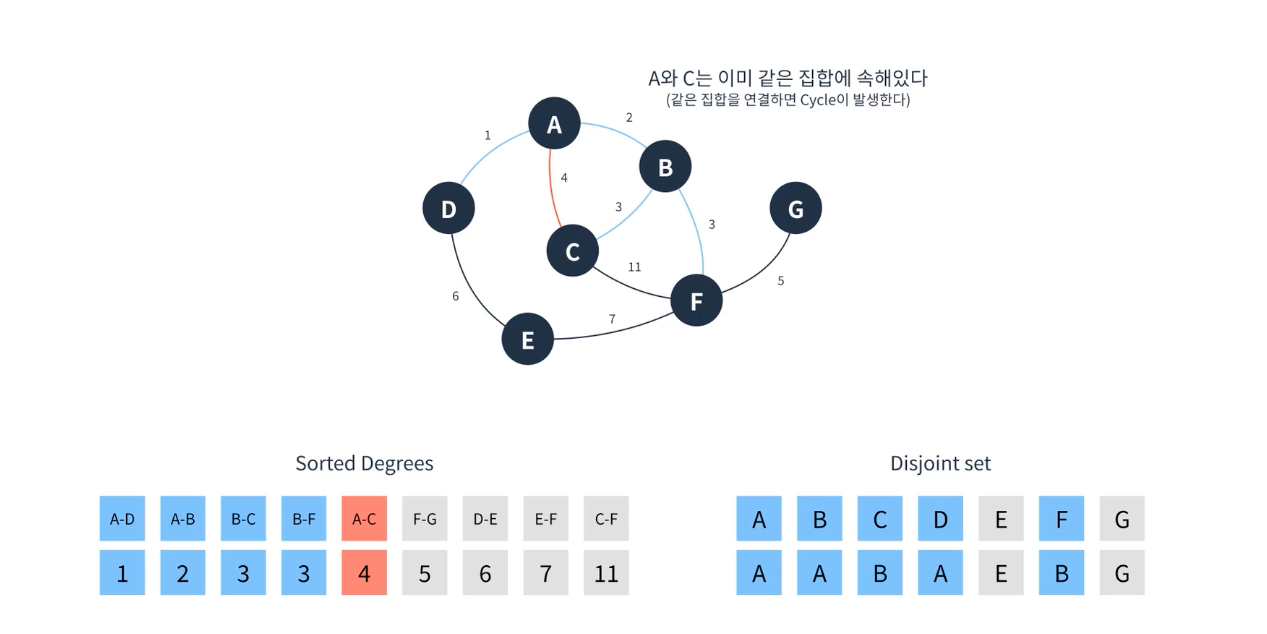 A와 C는 이미 같은 집합에 속해있다
(같은 집합을 연결하면 Cycle이 발생한다)
A
2
1
B
4
D
3
G
3
C
11
5
6
F
7
E
Sorted Degrees
A-D A-B B-C B-F A-C F-G D-E E-F C-F
1 2 3 3 4 5 6 7 11
Disjoint set
A B C D E F G
A A B A E B G